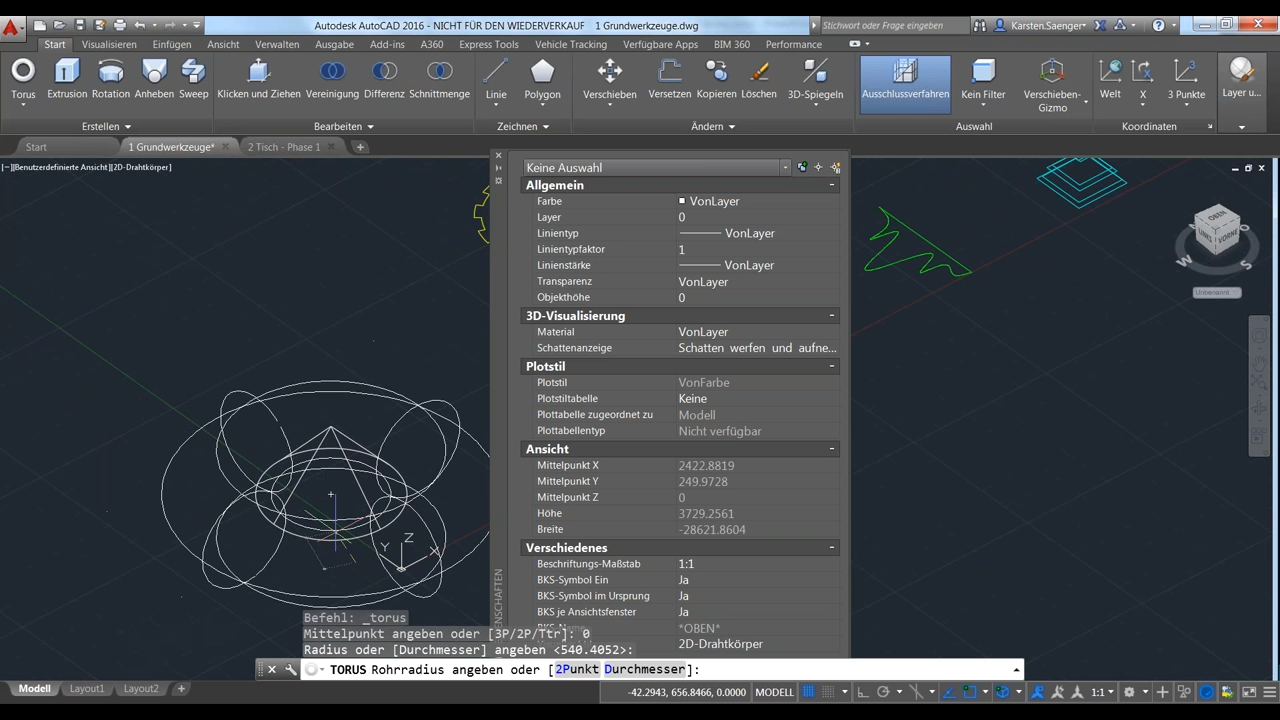 Autodesk AutoCAD 2016 - NICHT FÜR DEN WIEDERVERKAUF 1 Grundwerkzeuge.dwg
Stichwort oder Frage eingeben
Karsten.Saenger
Start Visualisieren Einfügen Ansicht Verwalten Ausgabe Add-ins A360 Express Tools Vehicle Tracking Verfügbare Apps BIM 360 Performance
Torus Extrusion Rotation Anheben Sweep Klicken und Ziehen Vereinigung Differenz Schnittmenge Linie Polygon Verschieben Versetzen Kopieren Löschen 3D-Spiegeln Ausschlussverfahren Kein Filter Verschieben-Gizmo Welt X 3 Punkte Layer u...
Erstellen Bearbeiten Zeichnen Ändern Auswahl Koordinaten
Start 1 Grundwerkzeuge* 2 Tisch - Phase 1
[−]|Benutzerdefinierte Ansicht|[2D-Drahtkörper]
Keine Auswahl
Allgemein
Farbe VonLayer
Layer 0
Linientyp VonLayer
Linientypfaktor 1
Linienstärke VonLayer
Transparenz VonLayer
Objekthöhe 0
3D-Visualisierung
Material VonLayer
Schattenanzeige Schatten werfen und aufne...
Plotstil
Plotstil VonFarbe
Plotstiltabelle Keine
Plottabelle zugeordnet zu Modell
Plottabellentyp Nicht verfügbar
Ansicht
Mittelpunkt X 2422.8819
Mittelpunkt Y 249.9728
Mittelpunkt Z 0
Höhe 3729.2561
Breite -28621.8604
Verschiedenes
Beschriftungs-Maßstab 1:1
BKS-Symbol Ein Ja
BKS-Symbol im Ursprung Ja
BKS je Ansichtsfenster Ja
*OBEN*
2D-Drahtkörper
OBEN
LINKS VORNE
W S O
Unbenannt
Z
Y X
Befehl: _torus
Mittelpunkt angeben oder [3P/2P/Ttr]: 0
Radius oder [Durchmesser] angeben <540.4052>:
TORUS Rohrradius angeben oder [2Punkt Durchmesser]:
Modell Layout1 Layout2
-42.2943, 656.8466, 0.0000 MODELL 1:1